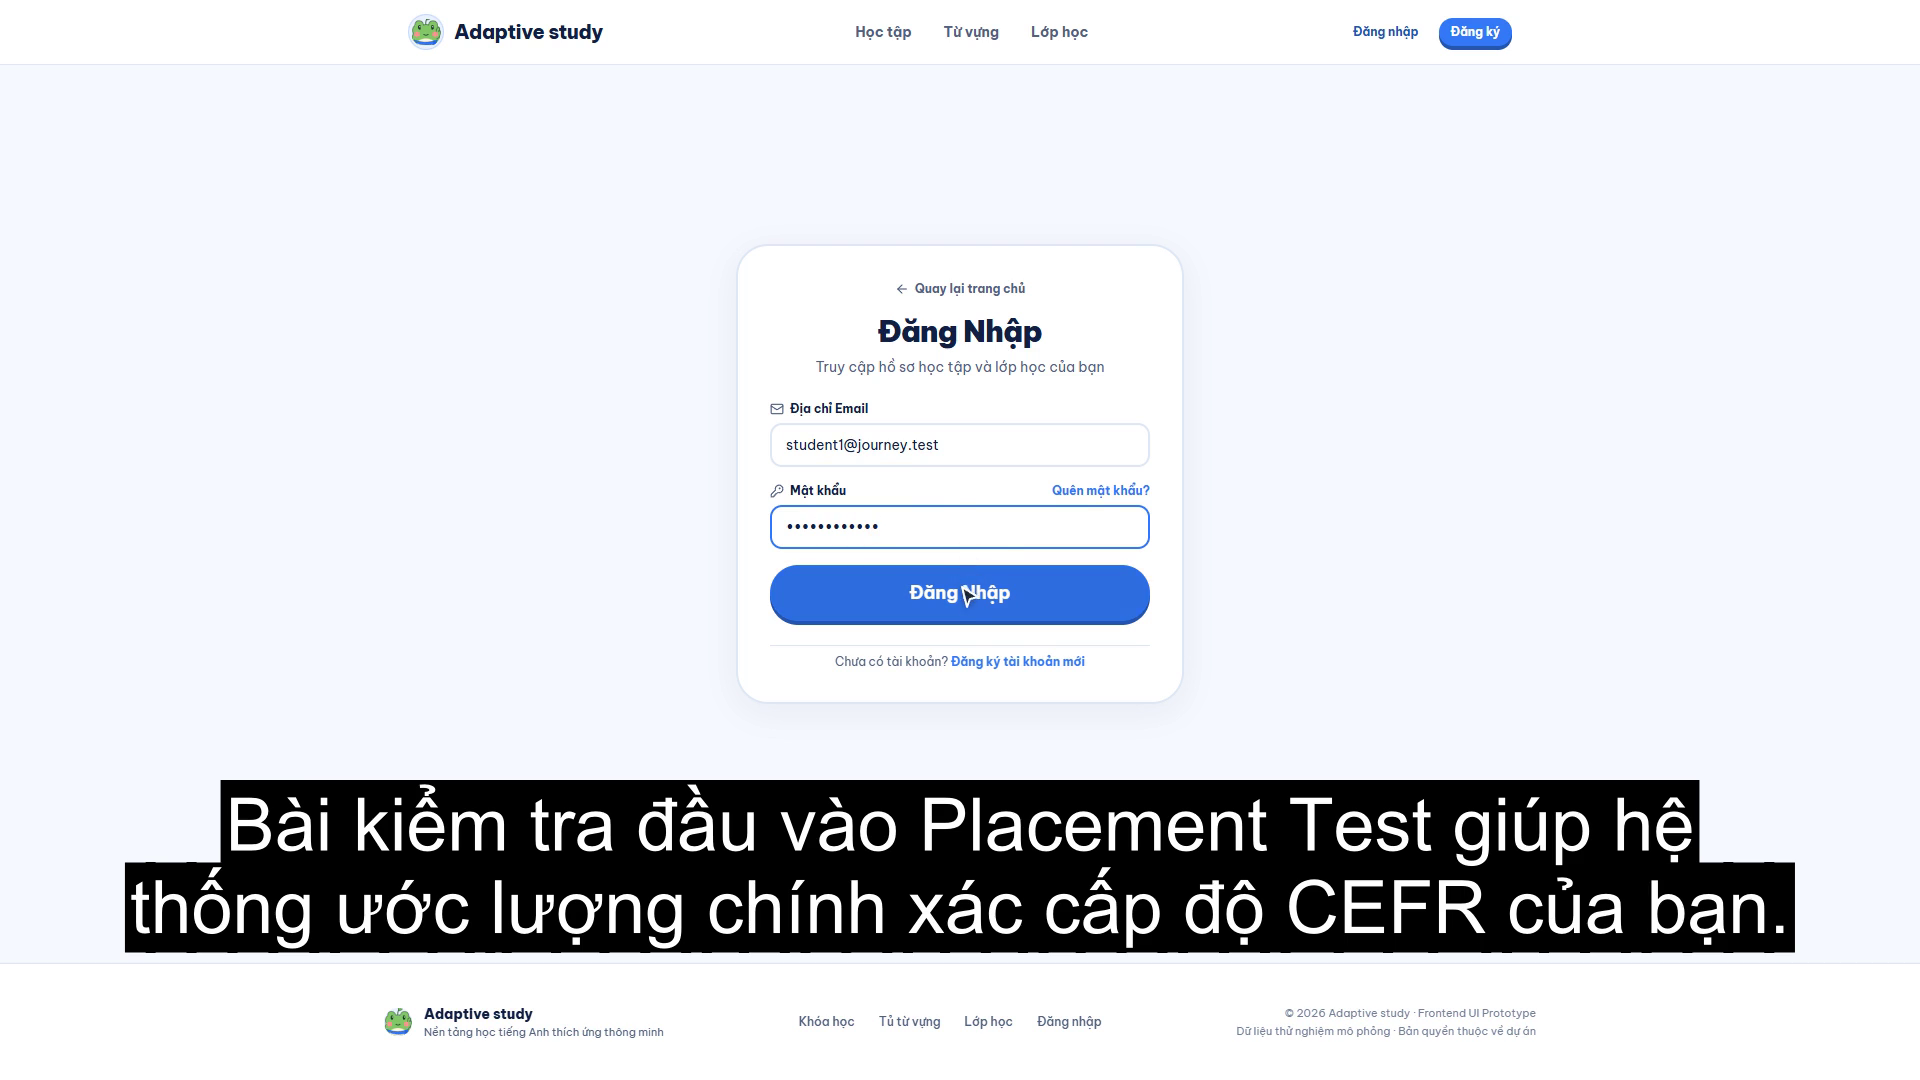 Adaptive study
Học tập
Từ vựng
Lớp học
Đăng nhập
Đăng ký
Quay lại trang chủ
Đăng Nhập
Truy cập hồ sơ học tập và lớp học của bạn
Địa chỉ Email
student1@journey.test
Mật khẩu
Quên mật khẩu?
••••••••••••
Đăng Nhập
Chưa có tài khoản? Đăng ký tài khoản mới
Bài kiểm tra đầu vào Placement Test giúp hệ
thống ước lượng chính xác cấp độ CEFR của bạn.
Adaptive study
Nền tảng học tiếng Anh thích ứng thông minh
Khóa học
Tủ từ vựng
Lớp học
Đăng nhập
© 2026 Adaptive study · Frontend UI Prototype
Dữ liệu thử nghiệm mô phỏng · Bản quyền thuộc về dự án